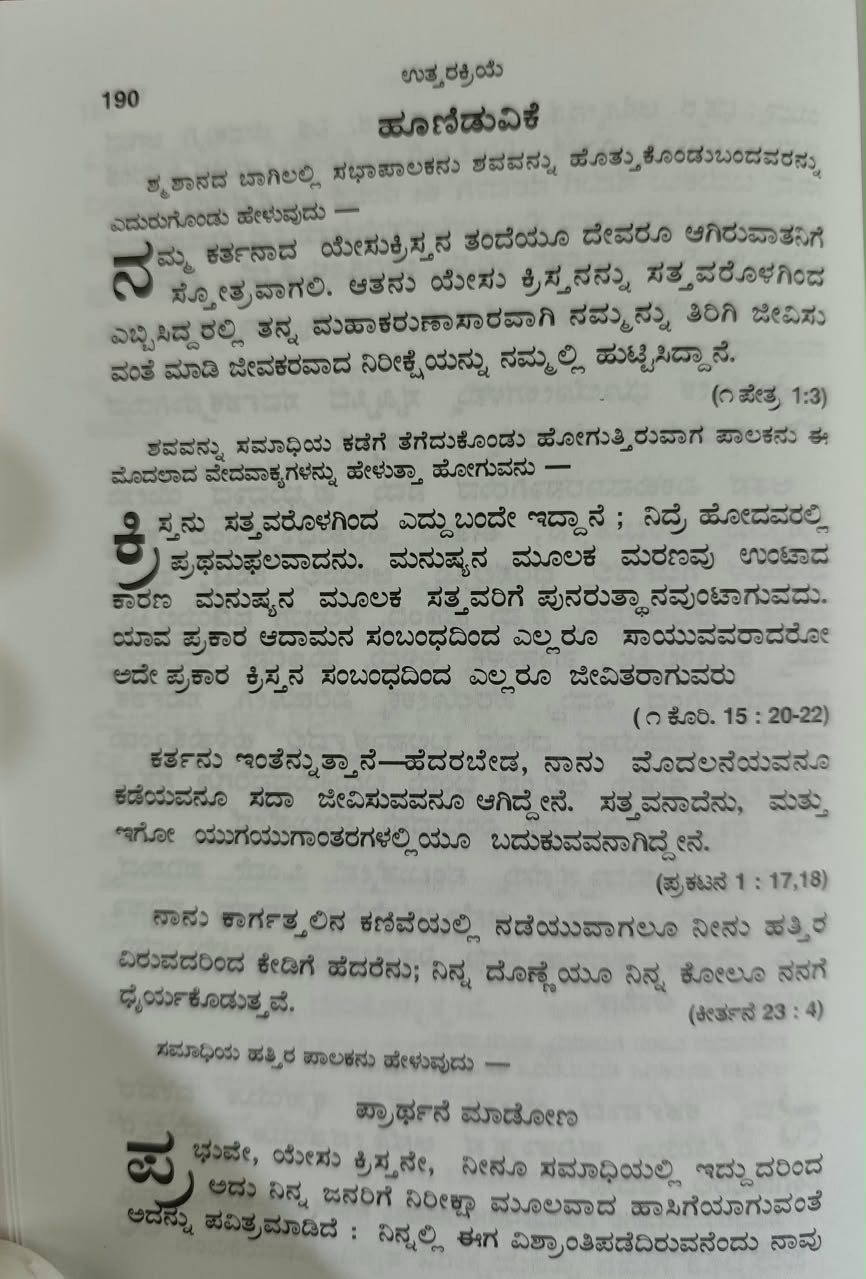 190
ಉತ್ತರಕ್ರಿಯೆ
ಹೂಣಿಡುವಿಕೆ
ಶ್ಮಶಾನದ ಬಾಗಿಲಲ್ಲಿ ಸಭಾಪಾಲಕನು ಶವವನ್ನು ಹೊತ್ತುಕೊಂಡುಬಂದವರನ್ನು
ಎದುರುಗೊಂಡು ಹೇಳುವುದು —
ನಮ್ಮ ಕರ್ತನಾದ ಯೇಸುಕ್ರಿಸ್ತನ ತಂದೆಯೂ ದೇವರೂ ಆಗಿರುವಾತನಿಗೆ
ಸ್ತೋತ್ರವಾಗಲಿ. ಆತನು ಯೇಸು ಕ್ರಿಸ್ತನನ್ನು ಸತ್ತವರೊಳಗಿಂದ
ಎಬ್ಬಿಸಿದ್ದರಲ್ಲಿ ತನ್ನ ಮಹಾಕರುಣಾಸಾರವಾಗಿ ನಮ್ಮನ್ನು ತಿರಿಗಿ ಜೀವಿಸು
ವಂತೆ ಮಾಡಿ ಜೀವಕರವಾದ ನಿರೀಕ್ಷೆಯನ್ನು ನಮ್ಮಲ್ಲಿ ಹುಟ್ಟಿಸಿದ್ದಾನೆ.
(೧ ಪೇತ್ರ 1:3)
ಶವವನ್ನು ಸಮಾಧಿಯ ಕಡೆಗೆ ತೆಗೆದುಕೊಂಡು ಹೋಗುತ್ತಿರುವಾಗ ಪಾಲಕನು ಈ
ಮೊದಲಾದ ವೇದವಾಕ್ಯಗಳನ್ನು ಹೇಳುತ್ತಾ ಹೋಗುವನು —
ಕ್ರಿಸ್ತನು ಸತ್ತವರೊಳಗಿಂದ ಎದ್ದು ಬಂದೇ ಇದ್ದಾನೆ ; ನಿದ್ರೆ ಹೋದವರಲ್ಲಿ
ಪ್ರಥಮಫಲವಾದನು. ಮನುಷ್ಯನ ಮೂಲಕ ಮರಣವು ಉಂಟಾದ
ಕಾರಣ ಮನುಷ್ಯನ ಮೂಲಕ ಸತ್ತವರಿಗೆ ಪುನರುತ್ಥಾನವುಂಟಾಗುವದು.
ಯಾವ ಪ್ರಕಾರ ಆದಾಮನ ಸಂಬಂಧದಿಂದ ಎಲ್ಲರೂ ಸಾಯುವವರಾದರೋ
ಅದೇ ಪ್ರಕಾರ ಕ್ರಿಸ್ತನ ಸಂಬಂಧದಿಂದ ಎಲ್ಲರೂ ಜೀವಿತರಾಗುವರು
(೧ ಕೊರಿ. 15 : 20-22)
ಕರ್ತನು ಇಂತೆನ್ನುತ್ತಾನೆ—ಹೆದರಬೇಡ, ನಾನು ಮೊದಲನೆಯವನೂ
ಕಡೆಯವನೂ ಸದಾ ಜೀವಿಸುವವನೂ ಆಗಿದ್ದೇನೆ. ಸತ್ತವನಾದೆನು, ಮತ್ತು
ಇಗೋ ಯುಗಯುಗಾಂತರಗಳಲ್ಲಿಯೂ ಬದುಕುವವನಾಗಿದ್ದೇನೆ.
(ಪ್ರಕಟನೆ 1 : 17,18)
ನಾನು ಕಾರ್ಗತ್ತಲಿನ ಕಣಿವೆಯಲ್ಲಿ ನಡೆಯುವಾಗಲೂ ನೀನು ಹತ್ತಿರ
ವಿರುವದರಿಂದ ಕೇಡಿಗೆ ಹೆದರೆನು; ನಿನ್ನ ದೊಣ್ಣೆಯೂ ನಿನ್ನ ಕೋಲೂ ನನಗೆ
ಧೈರ್ಯಕೊಡುತ್ತವೆ.
(ಕೀರ್ತನೆ 23 : 4)
ಸಮಾಧಿಯ ಹತ್ತಿರ ಪಾಲಕನು ಹೇಳುವುದು —
ಪ್ರಾರ್ಥನೆ ಮಾಡೋಣ
ಪ್ರಭುವೇ, ಯೇಸು ಕ್ರಿಸ್ತನೇ, ನೀನೂ ಸಮಾಧಿಯಲ್ಲಿ ಇದ್ದುದರಿಂದ
ಅದು ನಿನ್ನ ಜನರಿಗೆ ನಿರೀಕ್ಷಾ ಮೂಲವಾದ ಹಾಸಿಗೆಯಾಗುವಂತೆ
ಅದನ್ನು ಪವಿತ್ರಮಾಡಿದೆ : ನಿನ್ನಲ್ಲಿ ಈಗ ವಿಶ್ರಾಂತಿಪಡೆದಿರುವನೆಂದು ನಾವು